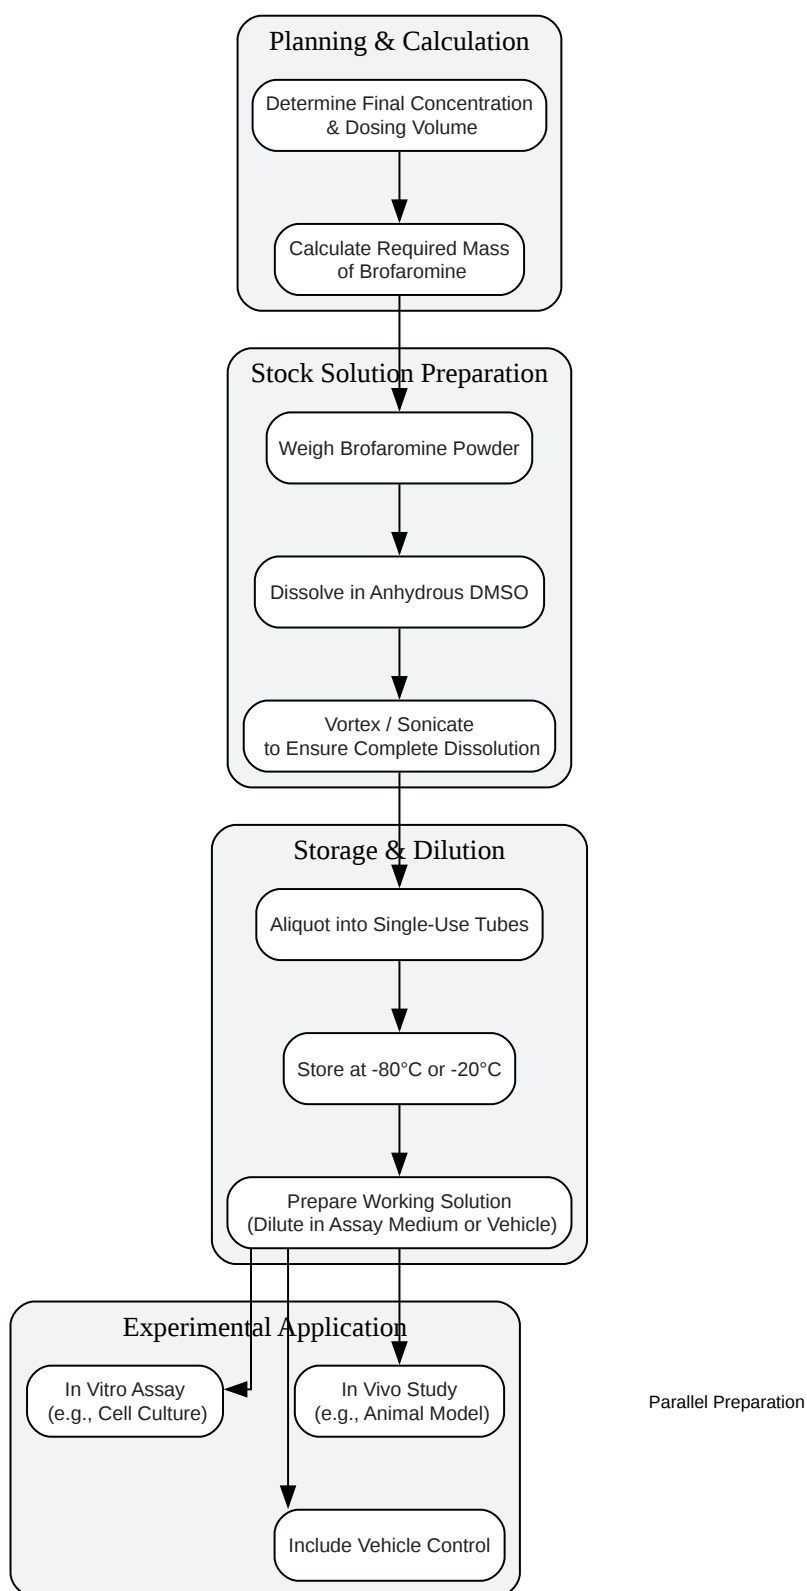 Planning & Calculation
Determine Final Concentration
& Dosing Volume
Calculate Required Mass
of Brofaromine
Stock Solution Preparation
Weigh Brofaromine Powder
Dissolve in Anhydrous DMSO
Vortex / Sonicate
to Ensure Complete Dissolution
Storage & Dilution
Aliquot into Single-Use Tubes
Store at -80°C or -20°C
Prepare Working Solution
(Dilute in Assay Medium or Vehicle)
Experimental Application
In Vitro Assay
(e.g., Cell Culture)
In Vivo Study
(e.g., Animal Model)
Parallel Preparation
Include Vehicle Control